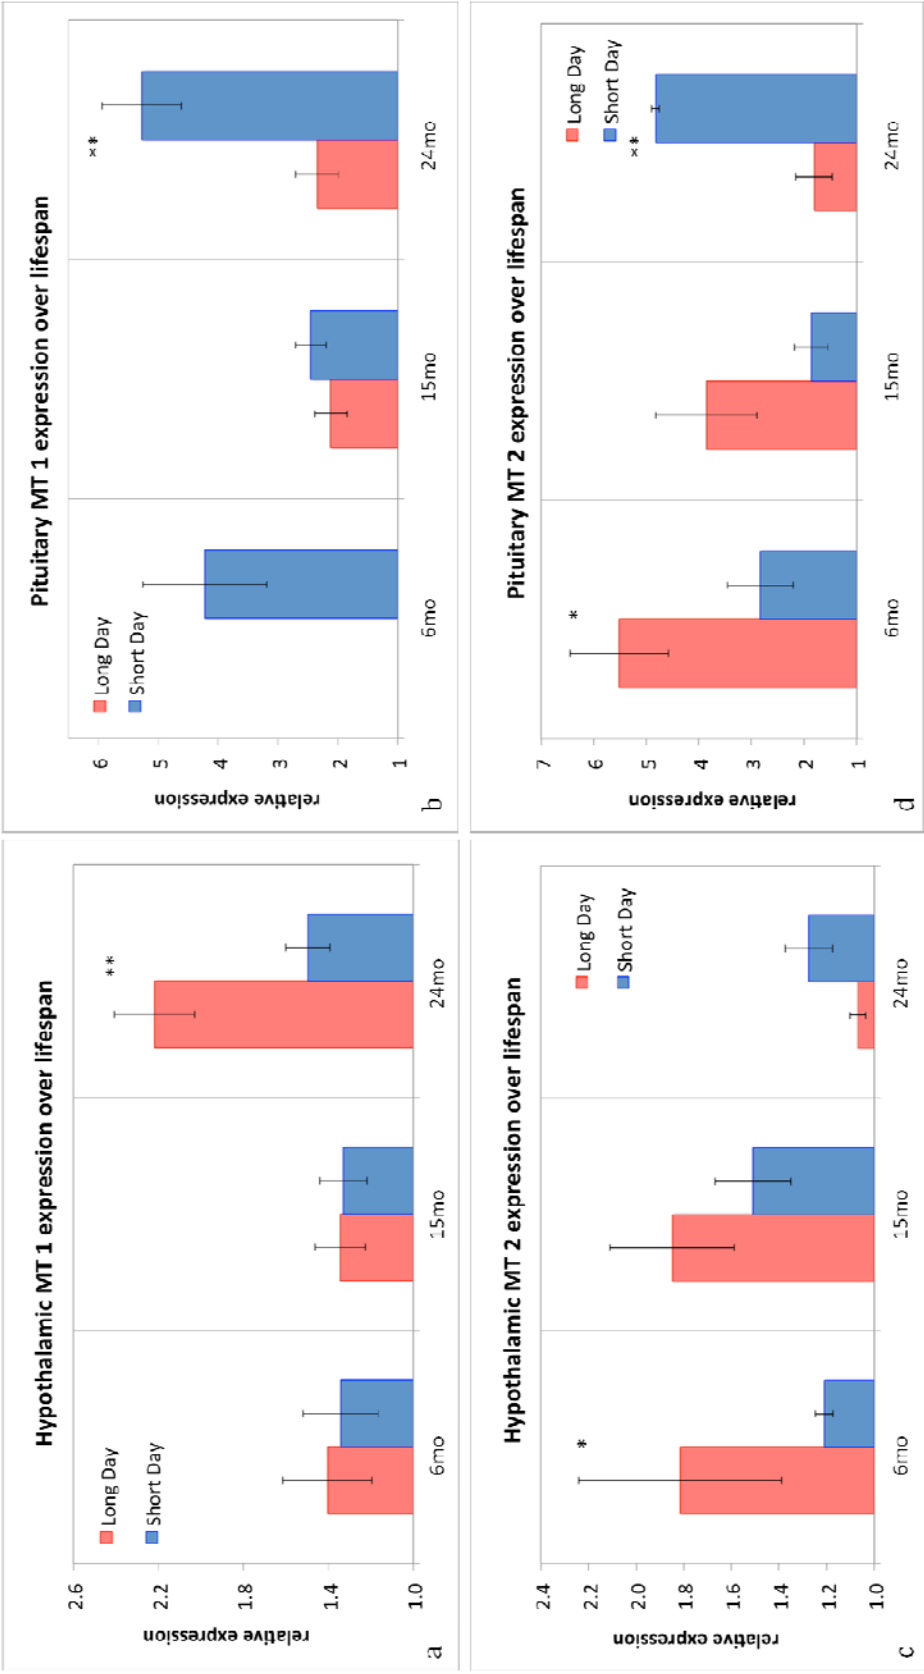 Hypothalamic MT 1 expression over lifespan
Long Day
Short Day
**
2.6
2.2
1.8
1.4
1.0
relative expression
6mo
15mo
24mo
a
Pituitary MT 1 expression over lifespan
Long Day
Short Day
**
6
5
4
3
2
1
relative expression
6mo
15mo
24mo
b
Hypothalamic MT 2 expression over lifespan
Long Day
Short Day
*
2.4
2.2
2.0
1.8
1.6
1.4
1.2
1.0
relative expression
6mo
15mo
24mo
c
Pituitary MT 2 expression over lifespan
Long Day
Short Day
*
**
7
6
5
4
3
2
1
relative expression
6mo
15mo
24mo
d